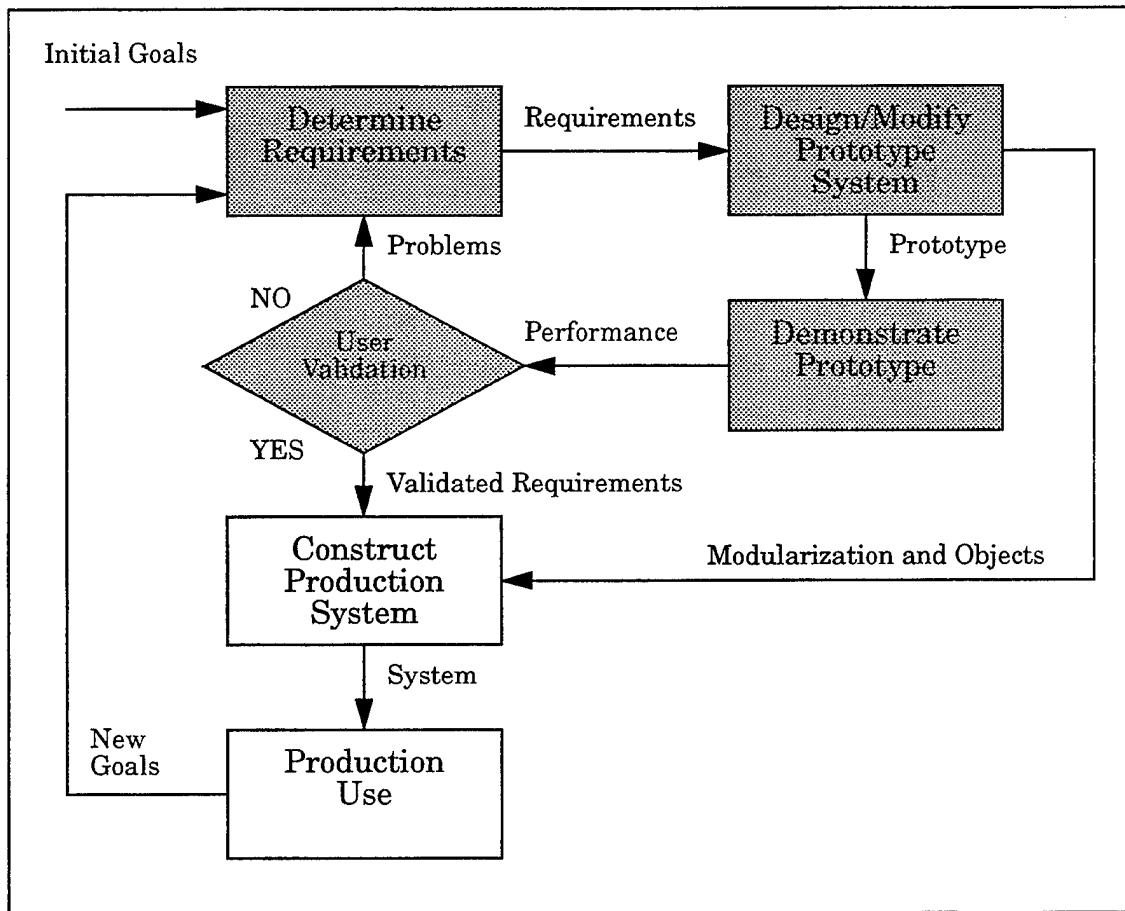 Initial Goals
Determine
Requirements
Requirements
Design/Modify
Prototype
System
Problems
Prototype
NO
User
Validation
Performance
Demonstrate
Prototype
YES
Validated Requirements
Construct
Production
System
Modularization and Objects
System
New
Goals
Production
Use